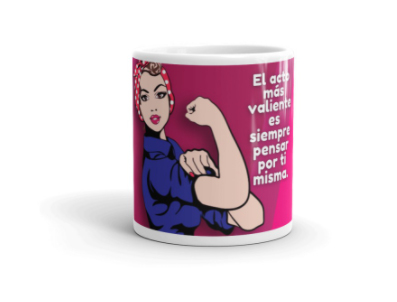 El acto
más
valiente
es
siempre
pensar
por ti
misma.